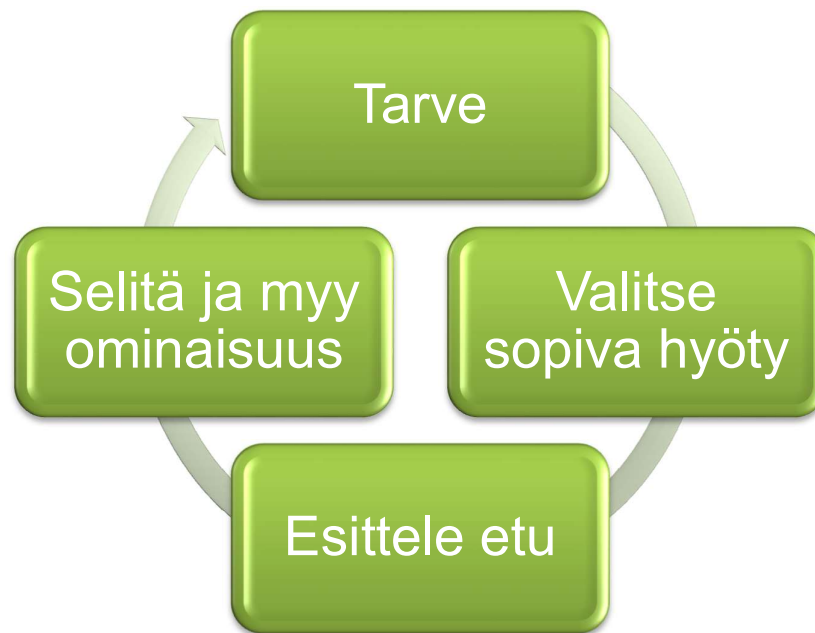 Tarve
Valitse
sopiva hyöty
Esittele etu
Selitä ja myy
ominaisuus